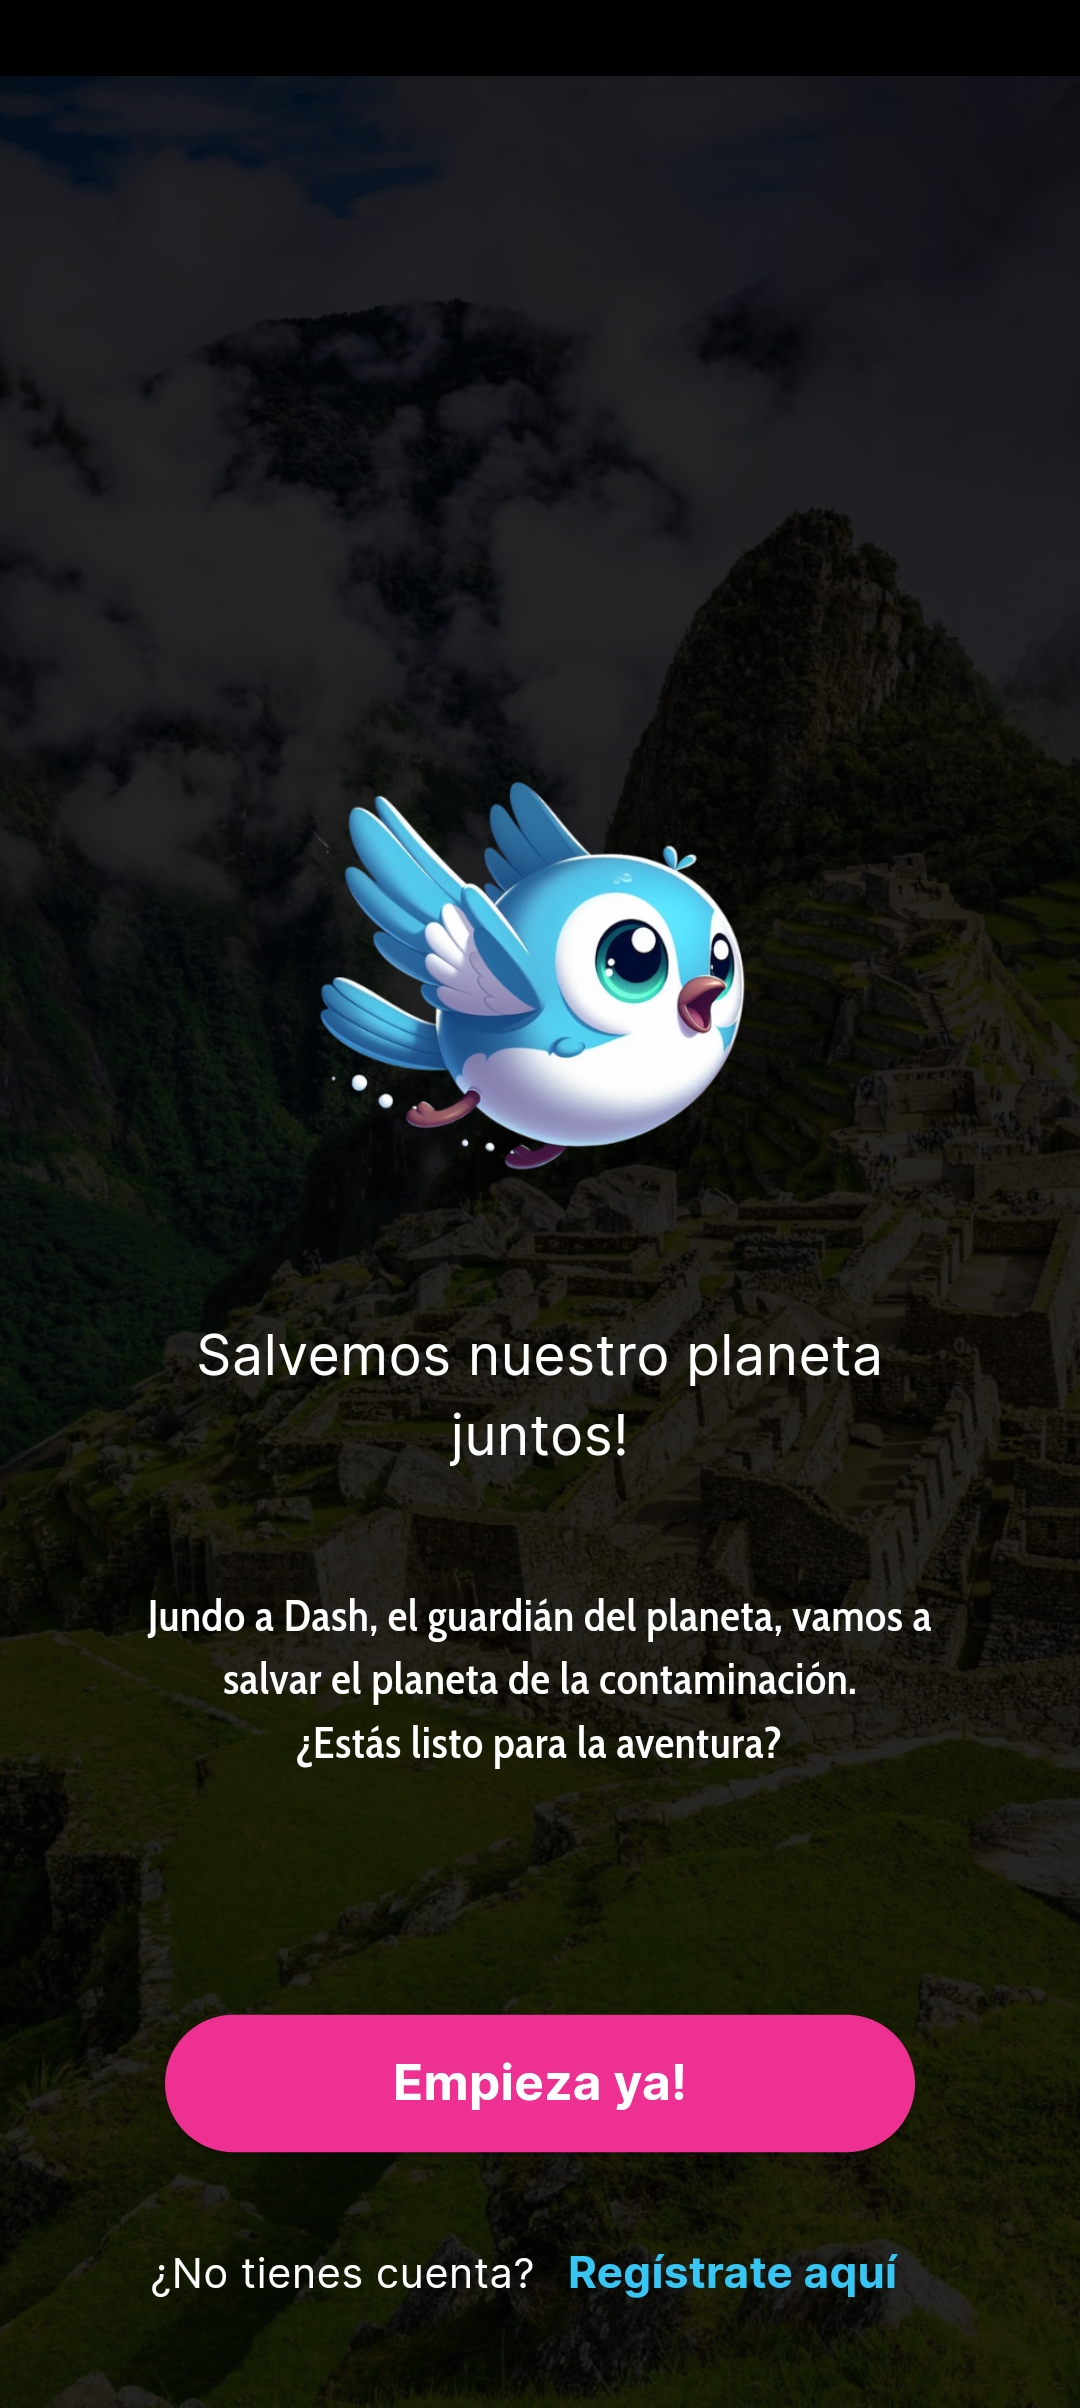 Salvemos nuestro planeta
juntos!
Jundo a Dash, el guardián del planeta, vamos a
salvar el planeta de la contaminación.
¿Estás listo para la aventura?
Empieza ya!
¿No tienes cuenta? Regístrate aquí